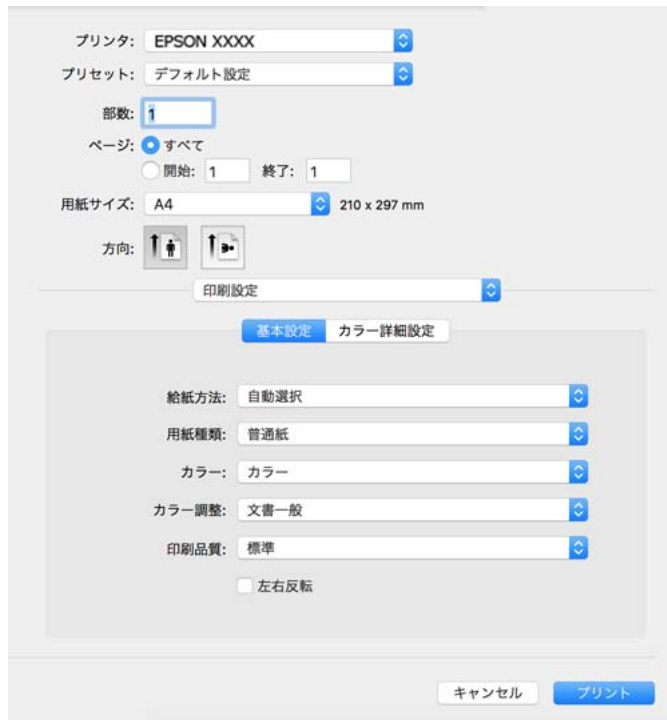 プリンタ: EPSON XXXX
プリセット: デフォルト設定
部数: 1
ページ: すべて
開始: 1 終了: 1
用紙サイズ: A4 210 x 297 mm
方向:
印刷設定
基本設定 カラー詳細設定
給紙方法: 自動選択
用紙種類: 普通紙
カラー: カラー
カラー調整: 文書一般
印刷品質: 標準
左右反転
キャンセル プリント